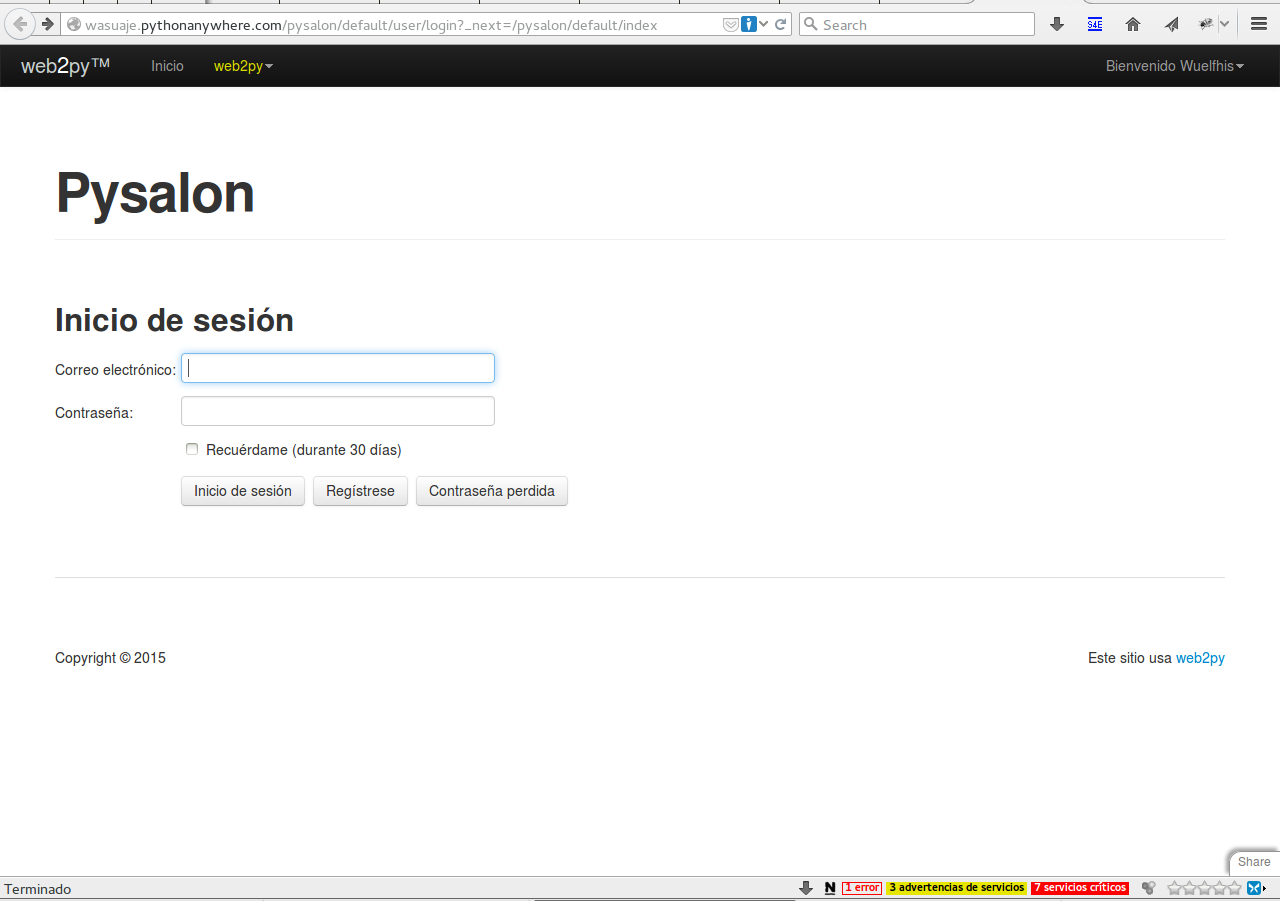 wasuaje.pythonanywhere.com/pysalon/default/user/login?_next=/pysalon/default/index
Search
S4E
web2py™ Inicio web2py Bienvenido Wuelfhis
Pysalon
Inicio de sesión
Correo electrónico:
Contraseña:
Recuérdame (durante 30 días)
Inicio de sesión Regístrese Contraseña perdida
Copyright © 2015 Este sitio usa web2py
Share
Terminado N 1 error 3 advertencias de servicios 7 servicios críticos